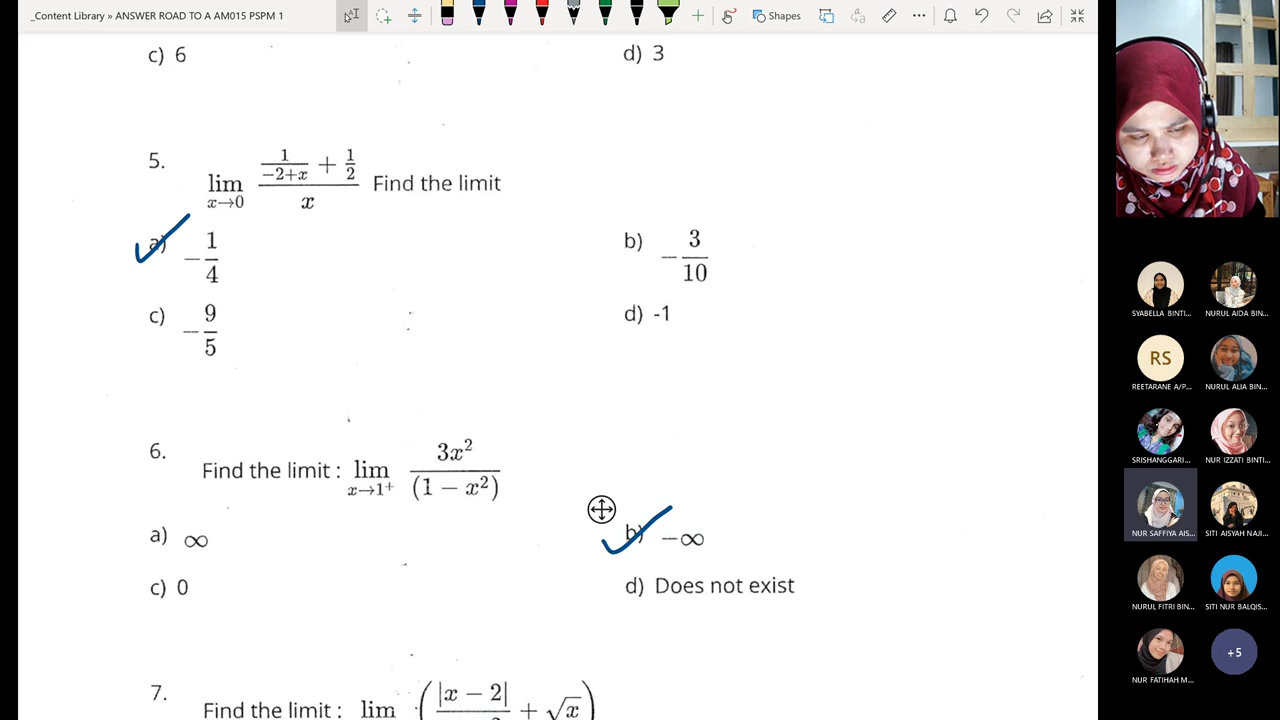 _Content Library » ANSWER ROAD TO A AM015 PSPM 1
Shapes
c) 6
d) 3
5.
lim x→0 (1/(−2+x) + 1/2)/x Find the limit
a) −1/4
b) −3/10
c) −9/5
d) -1
6.
Find the limit : lim x→1⁺ 3x²/(1 − x²)
a) ∞
b) −∞
c) 0
d) Does not exist
7.
Find the limit : lim (|x − 2| + √x)
SYABELLA BINTI...
NURUL AIDA BIN...
RS
REETARANE A/P...
NURUL ALIA BIN...
SRISHANGGARI...
NUR IZZATI BINTI...
NUR SAFFIYA AIS...
SITI AISYAH NAJI...
NURUL FITRI BIN...
SITI NUR BALQIS...
NUR FATIHAH M...
+5